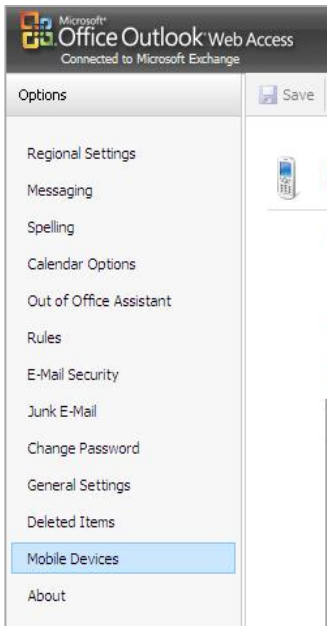 Microsoft®
Office Outlook Web Access
Connected to Microsoft Exchange
Options
Save
Regional Settings
Messaging
Spelling
Calendar Options
Out of Office Assistant
Rules
E-Mail Security
Junk E-Mail
Change Password
General Settings
Deleted Items
Mobile Devices
About